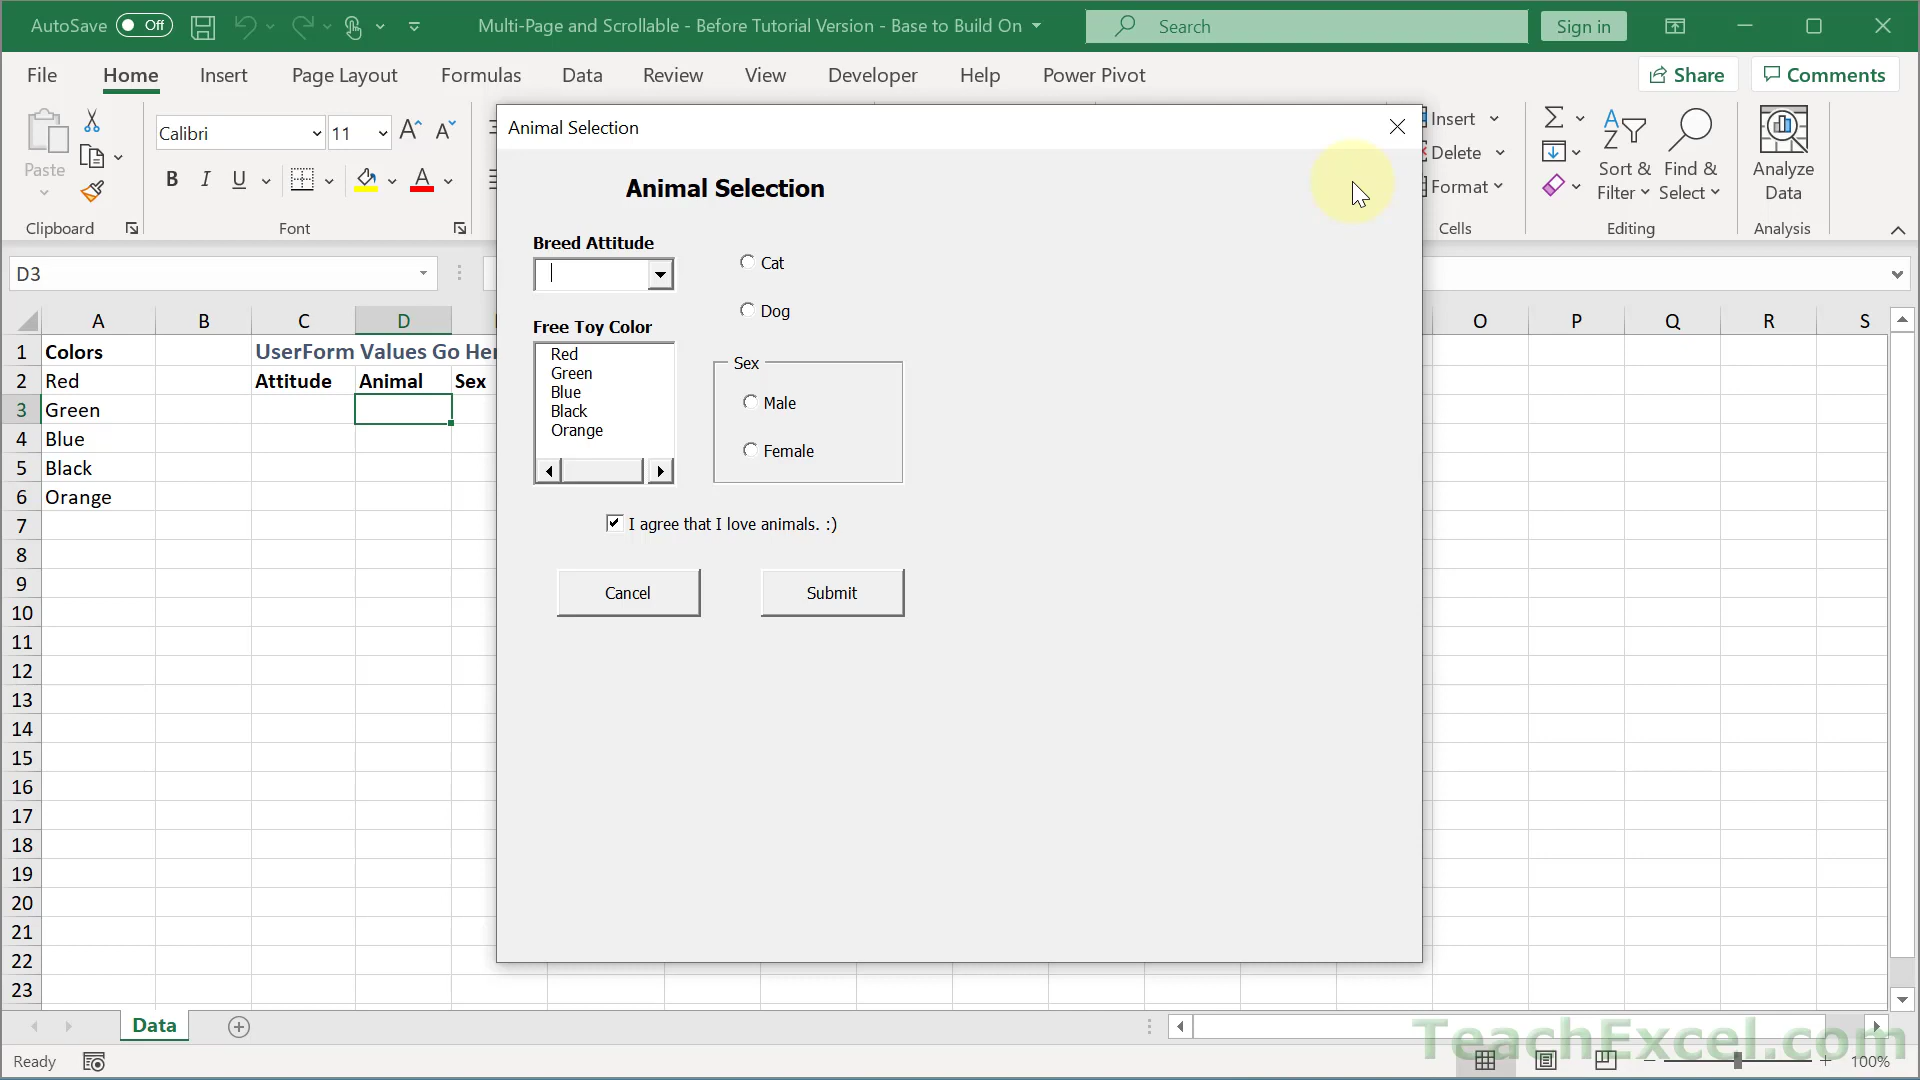 AutoSave Off Multi-Page and Scrollable - Before Tutorial Version - Base to Build On Search Sign in
File Home Insert Page Layout Formulas Data Review View Developer Help Power Pivot Share Comments
Paste
Clipboard
Calibri 11
B I U A
Font
Insert
Delete
Format
Cells
Sort & Filter
Find & Select
Editing
Analyze Data
Analysis
D3
A B C D O P Q R S
1 Colors UserForm Values Go Her
2 Red Attitude Animal Sex
3 Green
4 Blue
5 Black
6 Orange
7
8
9
10
11
12
13
14
15
16
17
18
19
20
21
22
23
Animal Selection
Animal Selection
Breed Attitude
Cat
Dog
Free Toy Color
Red
Green
Blue
Black
Orange
Sex
Male
Female
I agree that I love animals. :)
Cancel Submit
Data
TeachExcel.com
Ready 100%